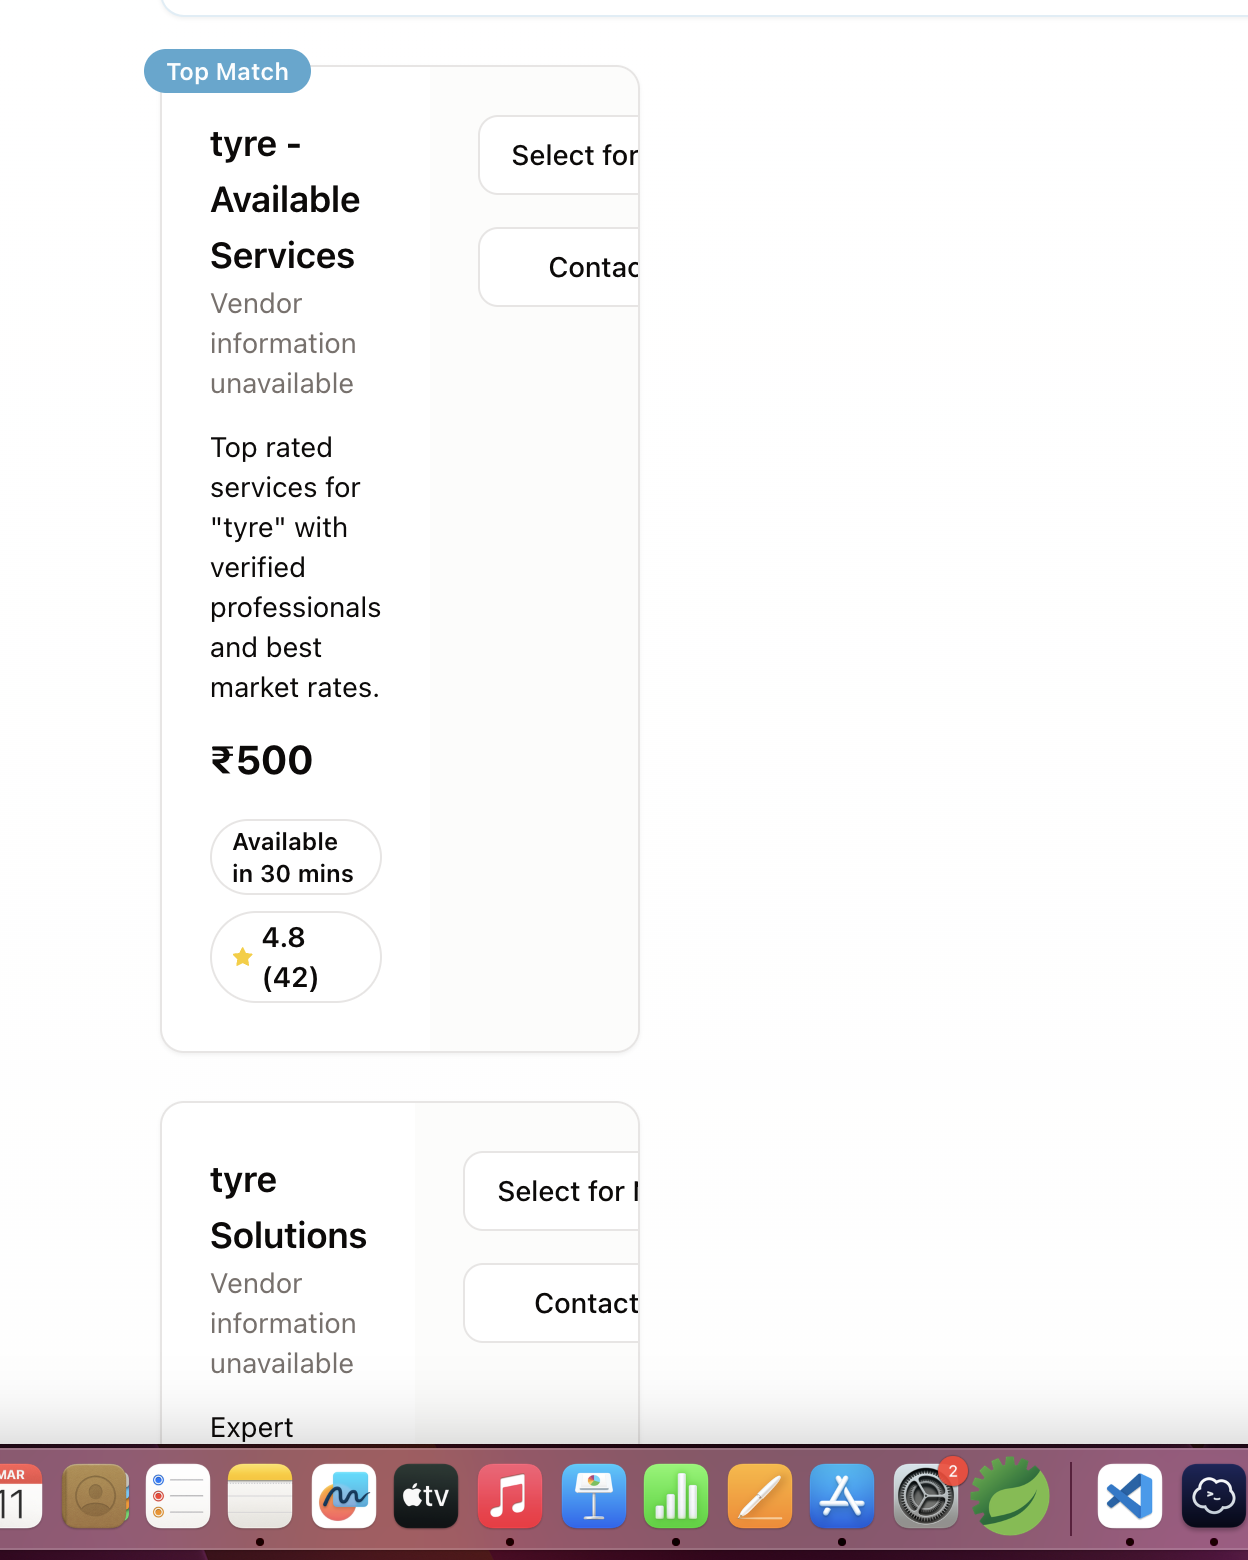 Top Match
tyre -
Available
Services
Vendor
information
unavailable
Top rated
services for
"tyre" with
verified
professionals
and best
market rates.
₹500
Available
in 30 mins
4.8
(42)
Select for
Contac
tyre
Solutions
Vendor
information
unavailable
Expert
Select for
Contact
MAR
11
tv
2